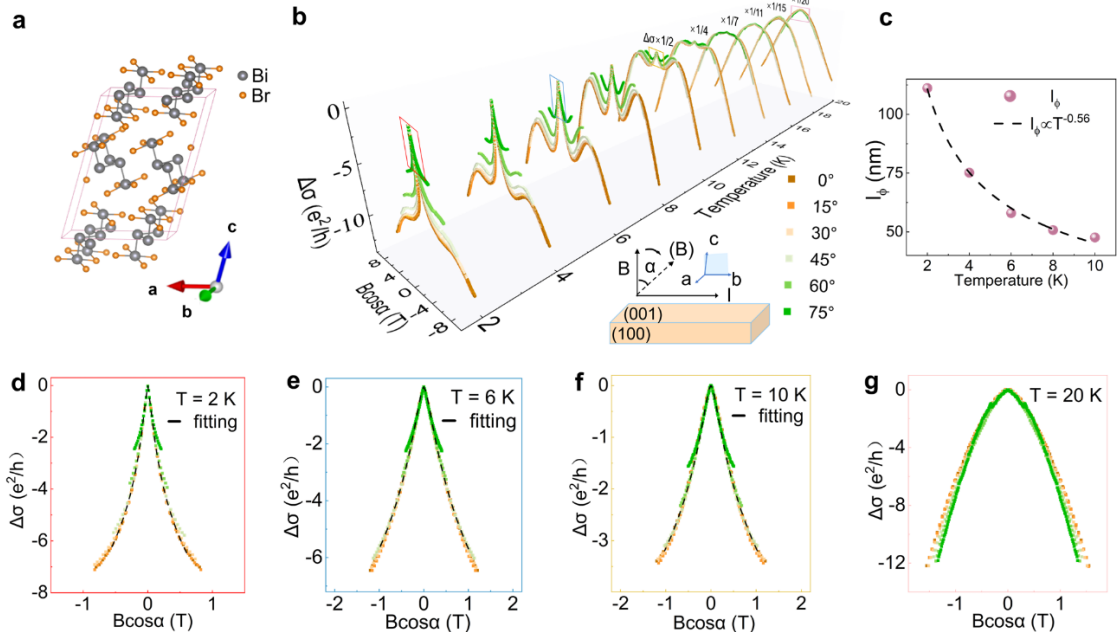 a
Bi
Br
c
a
b
b
0
-5
-10
Δσ (e²/h)
8
4
0
-4
-8
Bcosα (T)
2
4
6
8
10
12
14
16
18
20
Temperature (K)
Δσ×1/2
×1/4
×1/7
×1/11
×1/15
×1/20
B
α
(B)
c
a
b
I
(001)
(100)
0°
15°
30°
45°
60°
75°
c
100
75
50
lϕ (nm)
lϕ
lϕ∝T⁻⁰·⁵⁶
2 4 6 8 10
Temperature (K)
d
T = 2 K
fitting
0
-2
-4
-6
-8
Δσ (e²/h)
-1 0 1
Bcosα (T)
e
T = 6 K
fitting
0
-2
-4
-6
Δσ (e²/h)
-2 -1 0 1 2
Bcosα (T)
f
T = 10 K
fitting
0
-1
-2
-3
Δσ (e²/h)
-2 -1 0 1 2
Bcosα (T)
g
T = 20 K
0
-4
-8
-12
Δσ (e²/h)
-1 0 1
Bcosα (T)